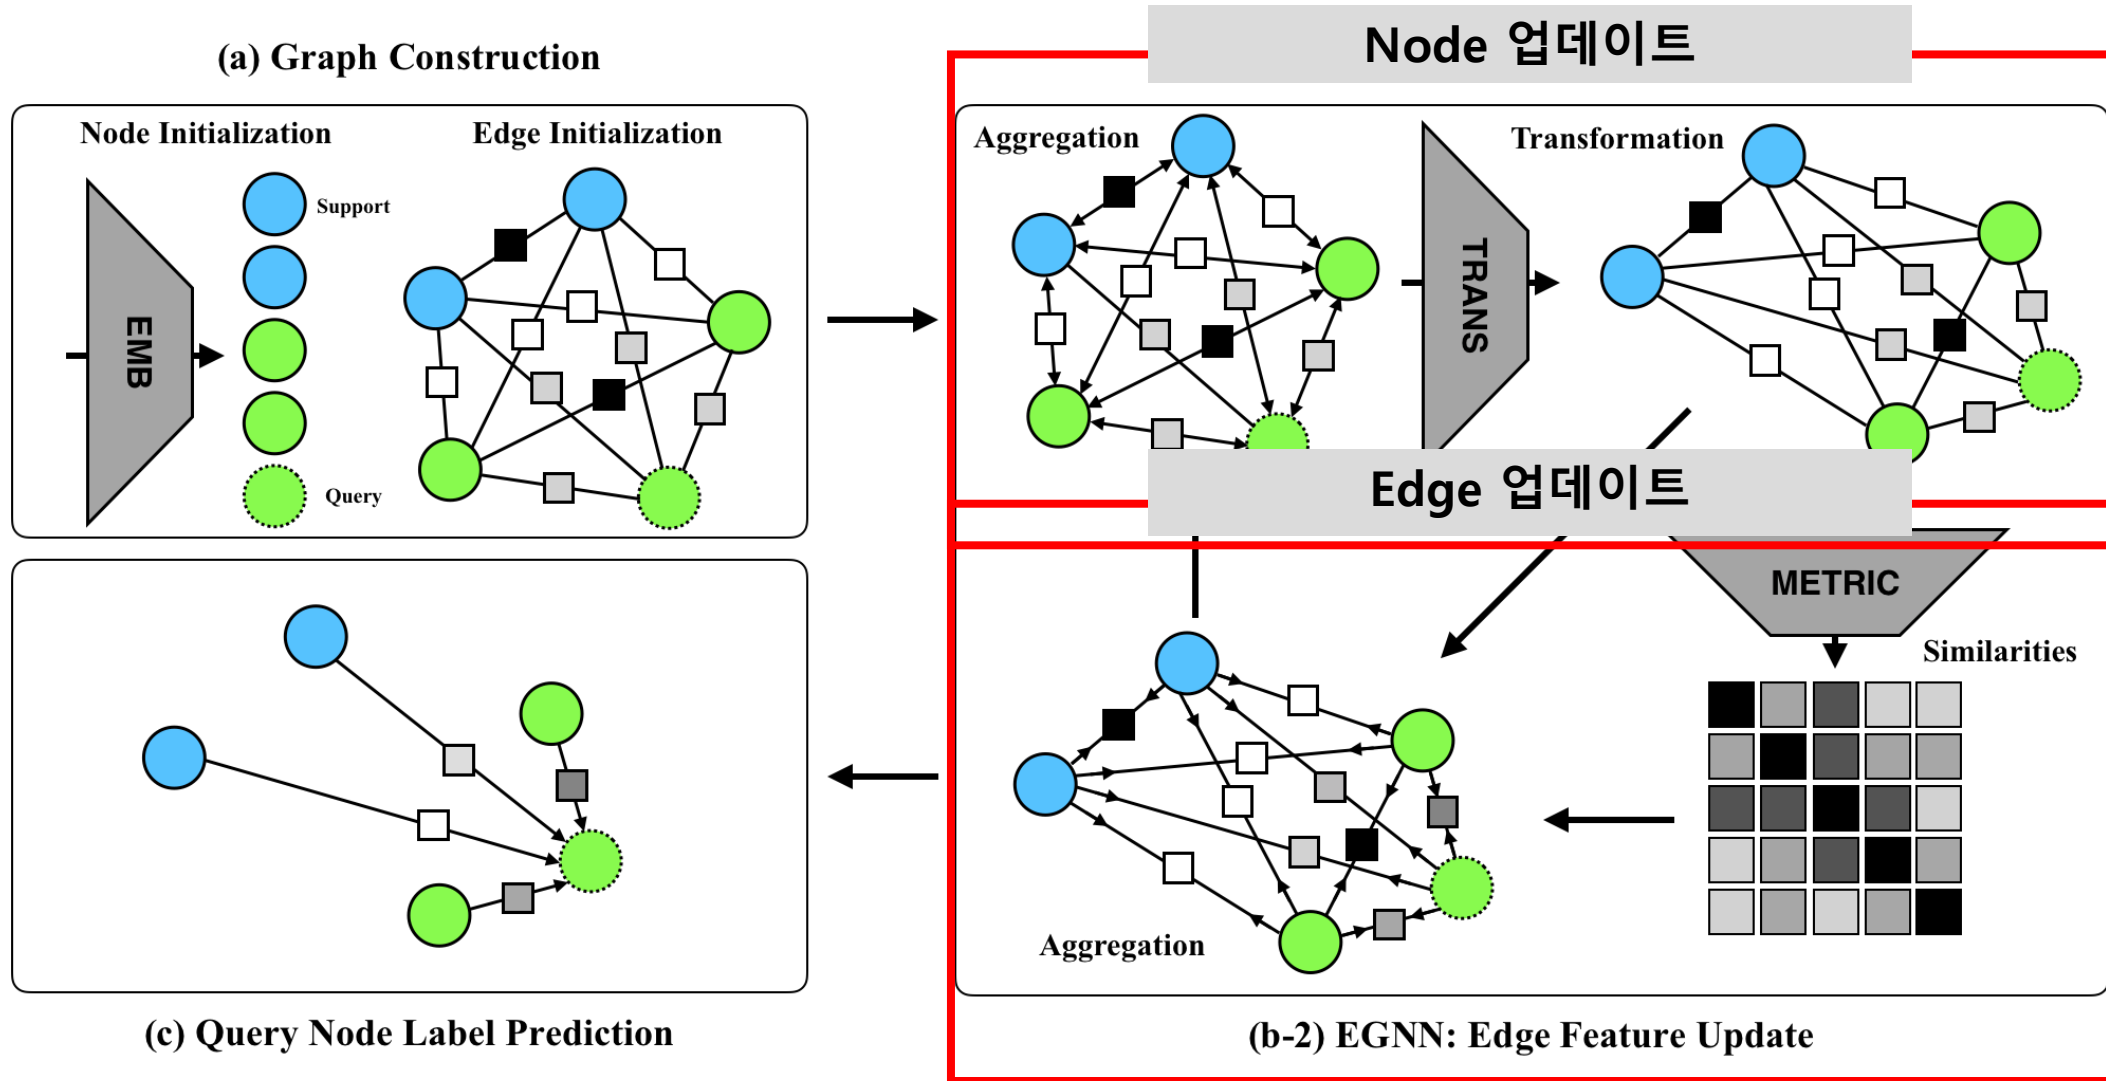 (a) Graph Construction
Node Initialization
Edge Initialization
Support
EMB
Query
Node 업데이트
Aggregation
TRANS
Transformation
Edge 업데이트
METRIC
Similarities
Aggregation
(b-2) EGNN: Edge Feature Update
(c) Query Node Label Prediction